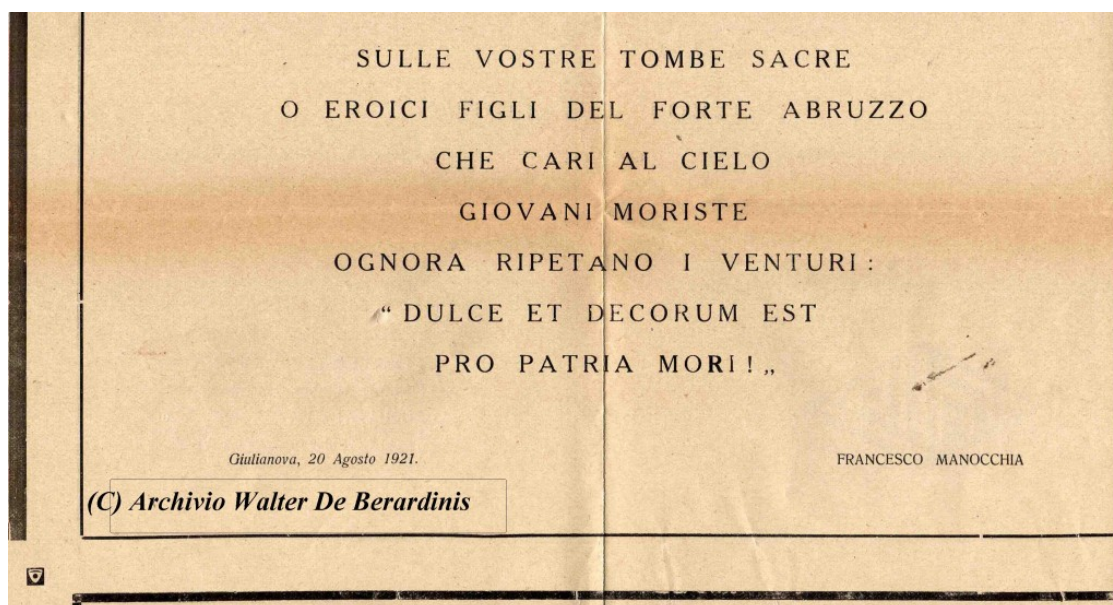 SULLE VOSTRE TOMBE SACRE
O EROICI FIGLI DEL FORTE ABRUZZO
CHE CARI AL CIELO
GIOVANI MORISTE
OGNORA RIPETANO I VENTURI :
“ DULCE ET DECORUM EST
PRO PATRIA MORI ! „
Giulianova, 20 Agosto 1921.
FRANCESCO MANOCCHIA
(C) Archivio Walter De Berardinis